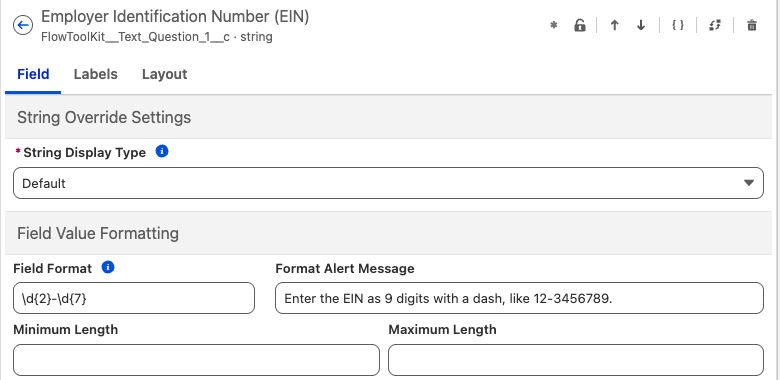 Employer Identification Number (EIN)
FlowToolKit__Text_Question_1__c · string
* { }
Field Labels Layout
String Override Settings
* String Display Type i
Default
Field Value Formatting
Field Format i Format Alert Message
\d{2}-\d{7} Enter the EIN as 9 digits with a dash, like 12-3456789.
Minimum Length Maximum Length